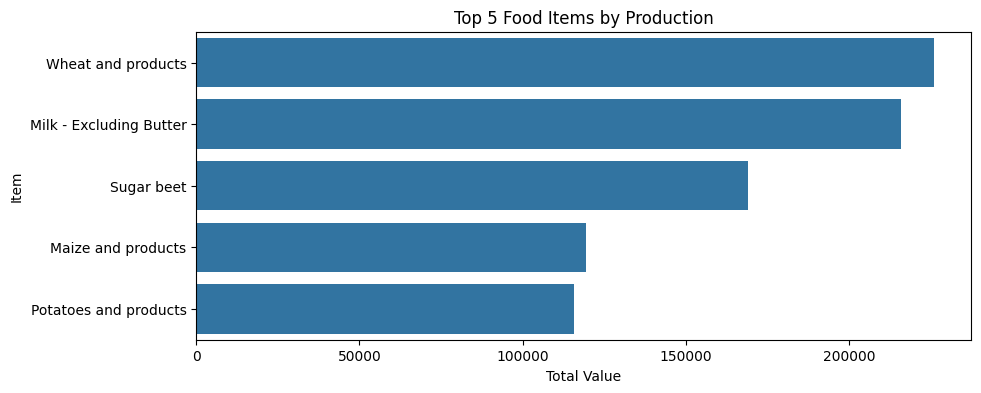 Top 5 Food Items by Production
Item
Wheat and products
Milk - Excluding Butter
Sugar beet
Maize and products
Potatoes and products
0 50000 100000 150000 200000
Total Value